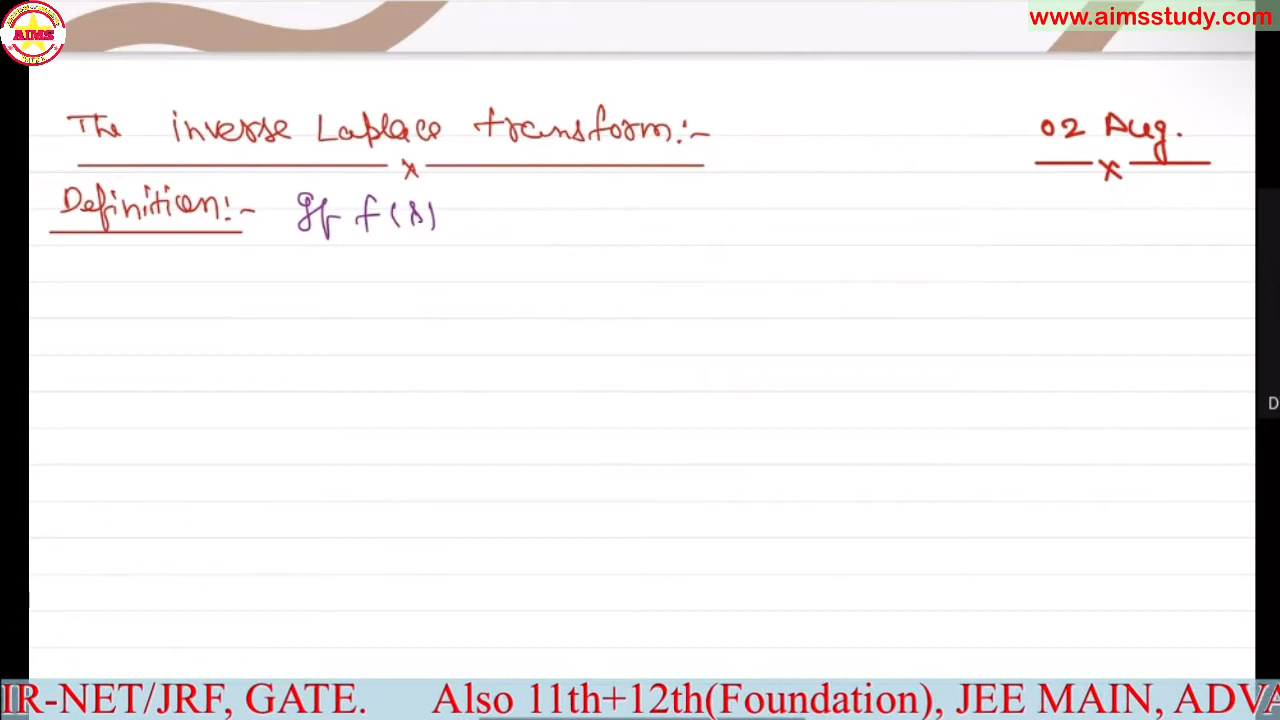 www.aimsstudy.com
AIMS
The inverse Laplace transform:-
02 Aug.
x
x
Definition:- If f(s)
D
IR-NET/JRF, GATE. Also 11th+12th(Foundation), JEE MAIN, ADVA